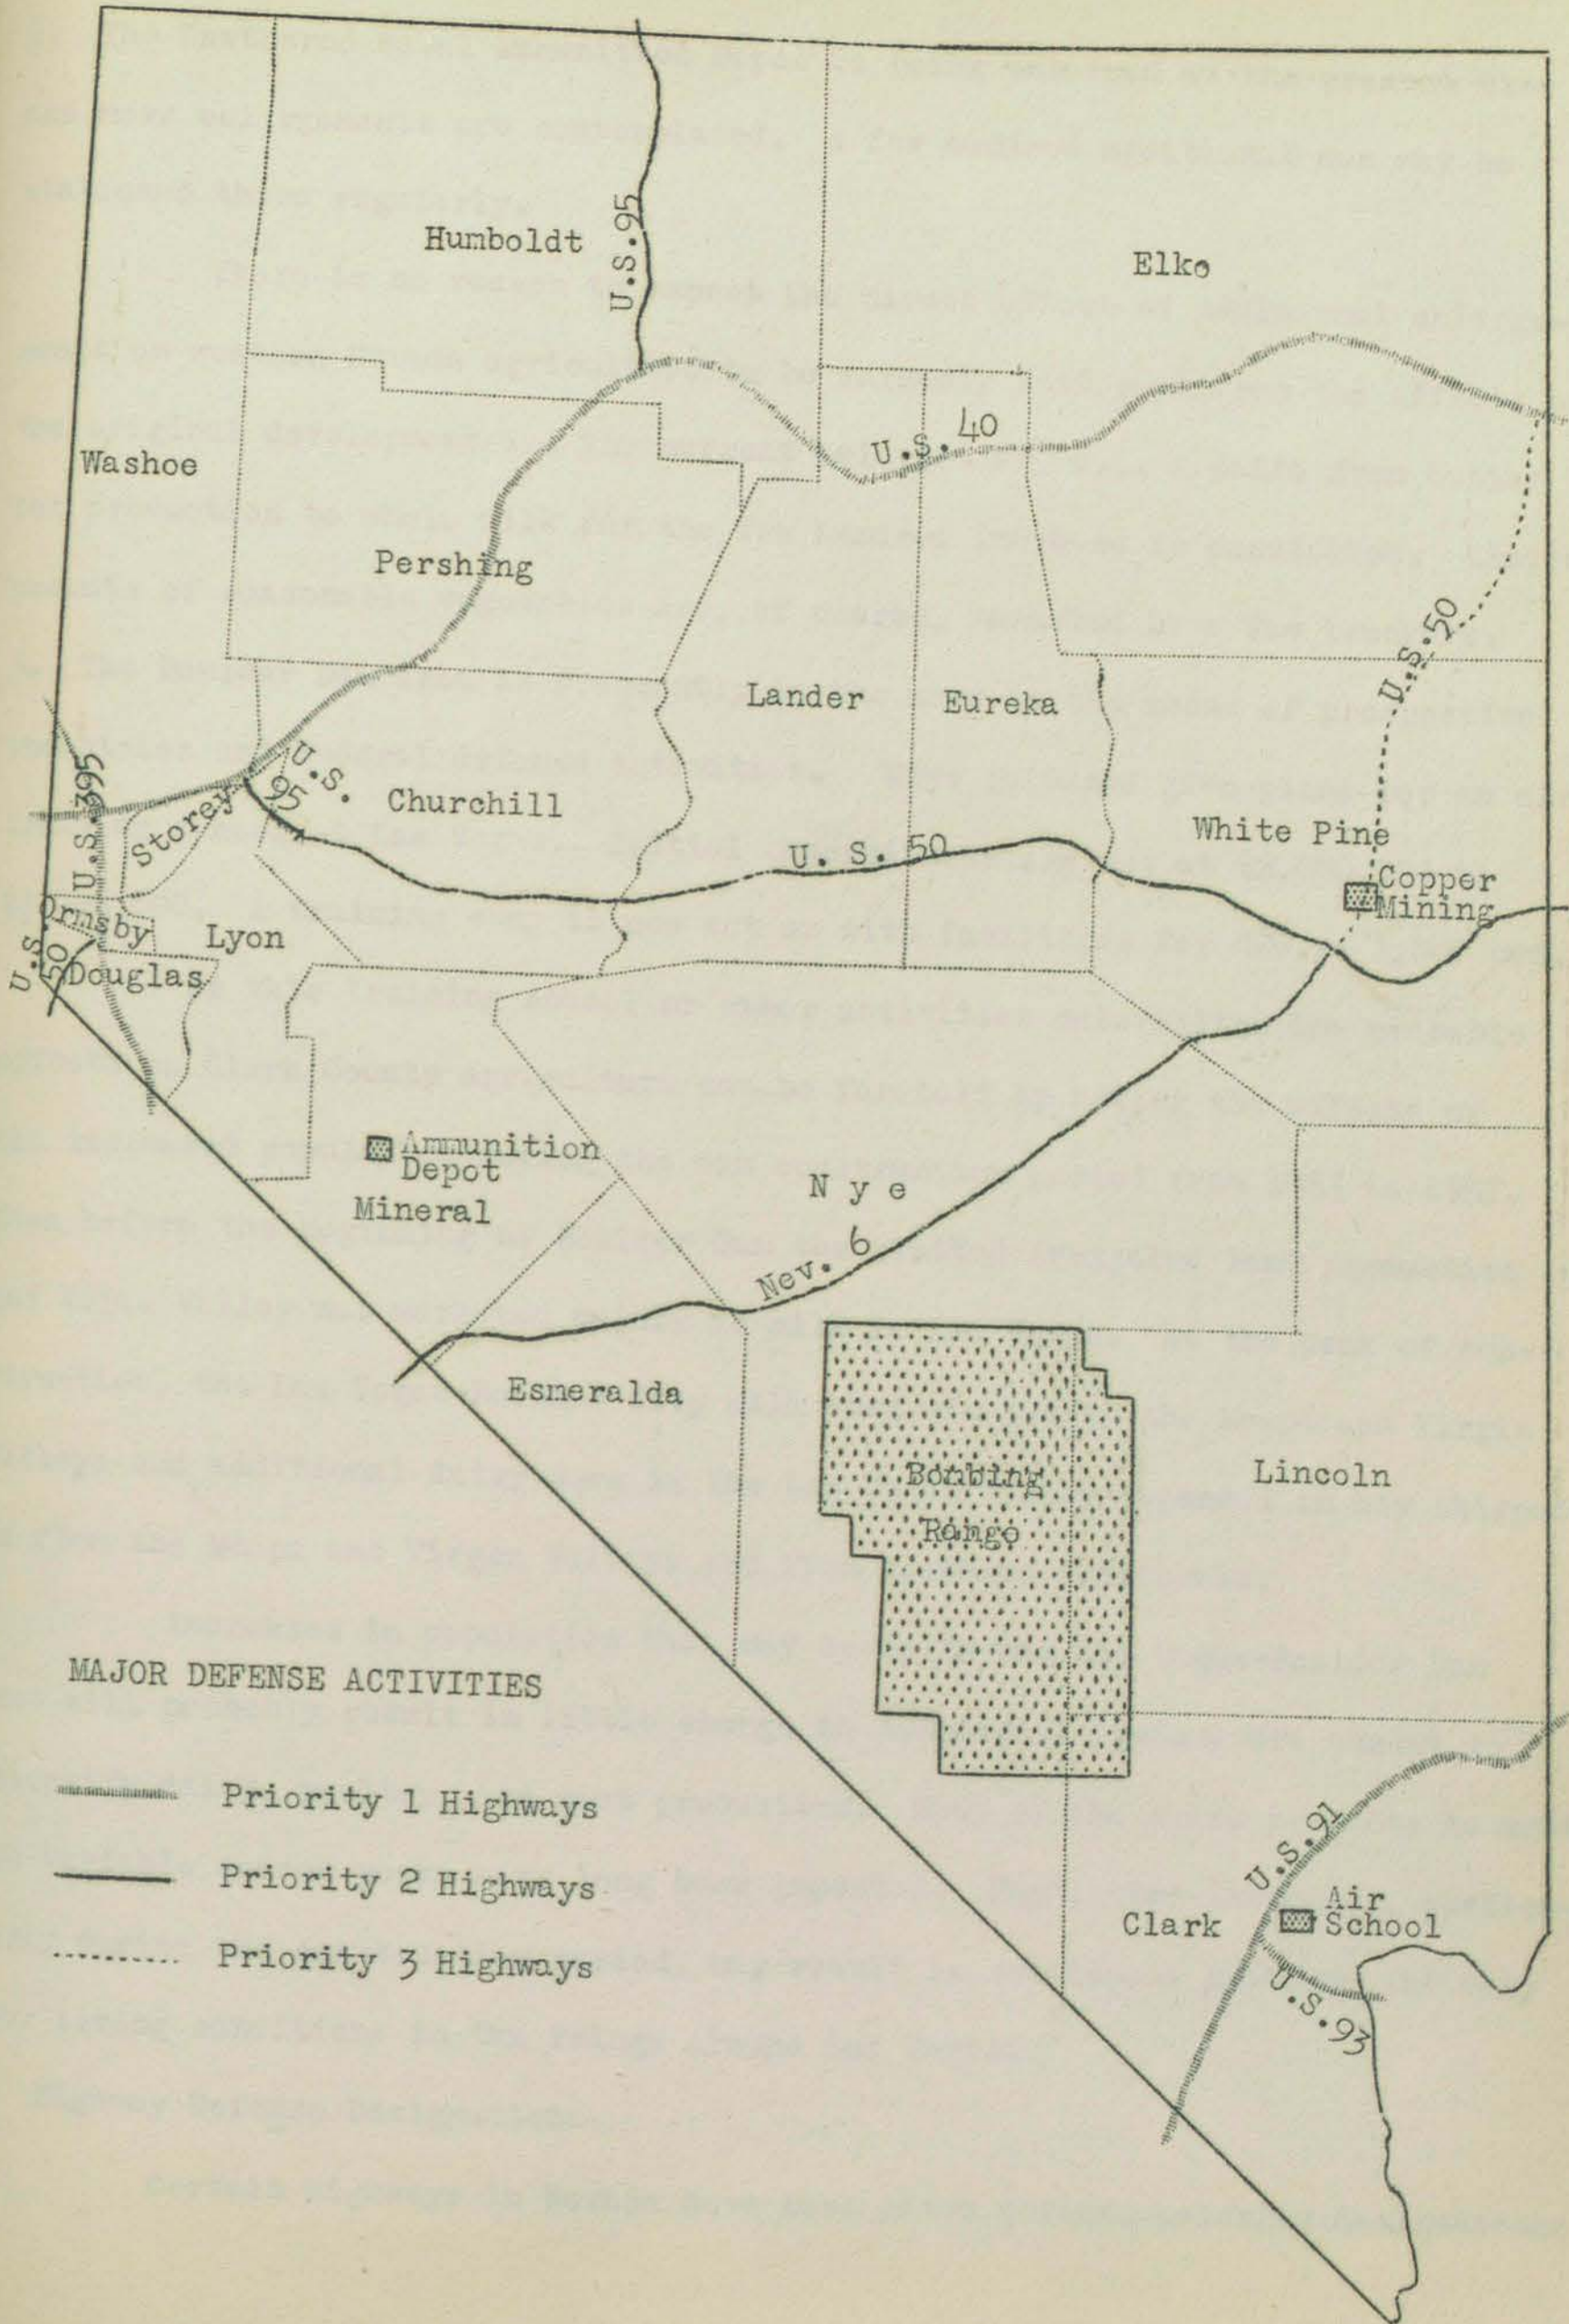 Humboldt
U.S.95
Elko
Washoe
U.S. 40
Pershing
U.S.50
Lander
Eureka
U.S. 395
U.S. 95
Storey
Churchill
White Pine
U. S. 50
Copper
Mining
Ormsby
Lyon
U.S. 50
Douglas
Ammunition
Depot
Mineral
N y e
Nev. 6
Esmeralda
Bombing
Range
Lincoln
MAJOR DEFENSE ACTIVITIES
Priority 1 Highways
Priority 2 Highways
Priority 3 Highways
U.S.91
Clark
Air
School
U.S.93